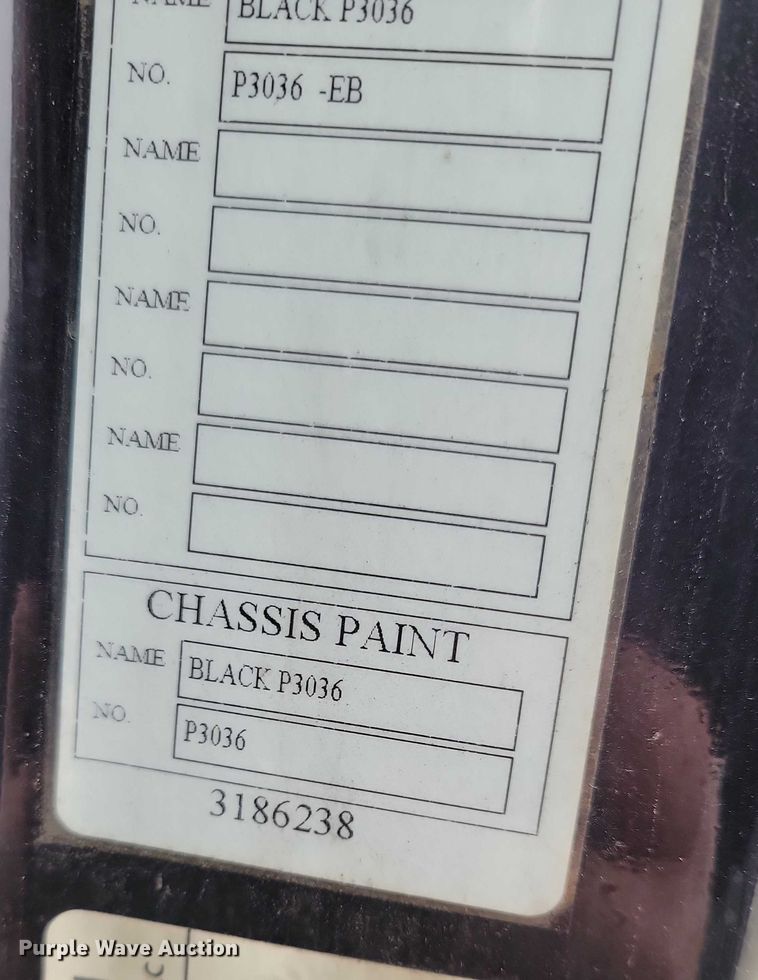 NAME BLACK P3036
NO. P3036 -EB
NAME
NO.
NAME
NO.
NAME
NO.
CHASSIS PAINT
NAME BLACK P3036
NO. P3036
3186238
Purple Wave Auction